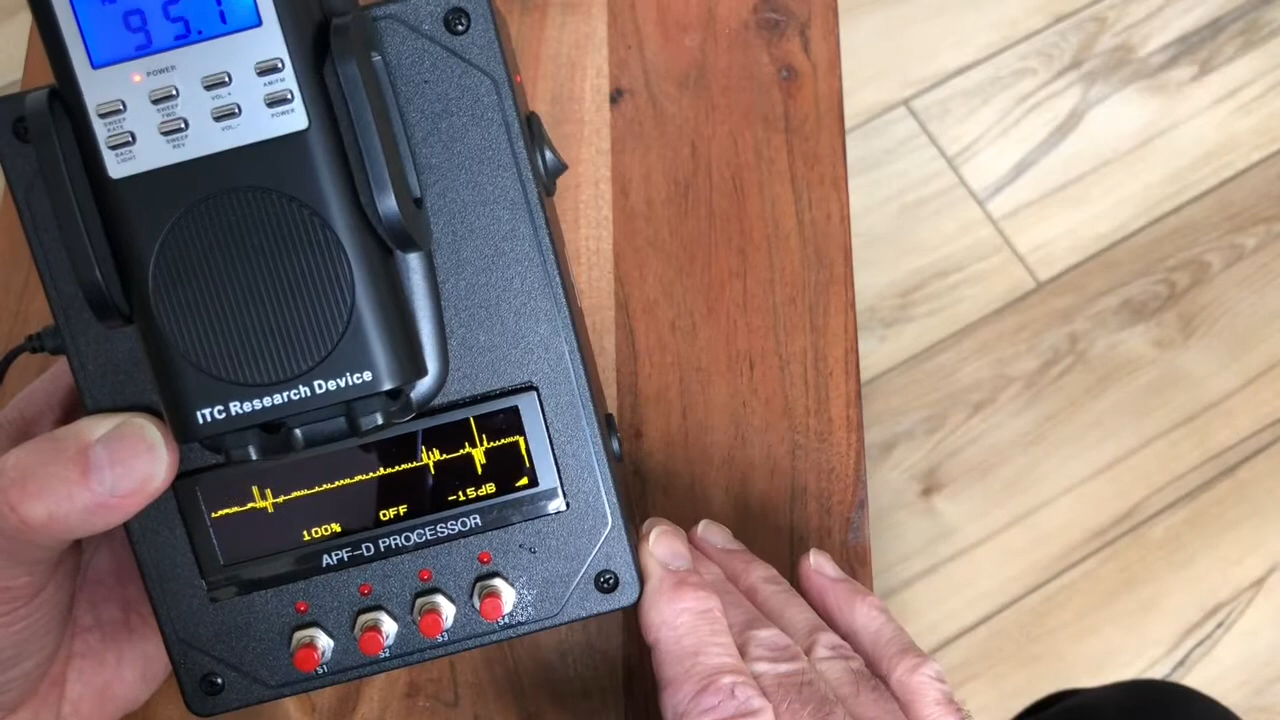 95.1
POWER
SWEEP RATE
SWEEP FWD
VOL.+
AM/FM
BACK LIGHT
SWEEP REV
VOL.-
POWER
ITC Research Device
100% OFF -15dB
APF-D PROCESSOR
S1 S2 S3 S4